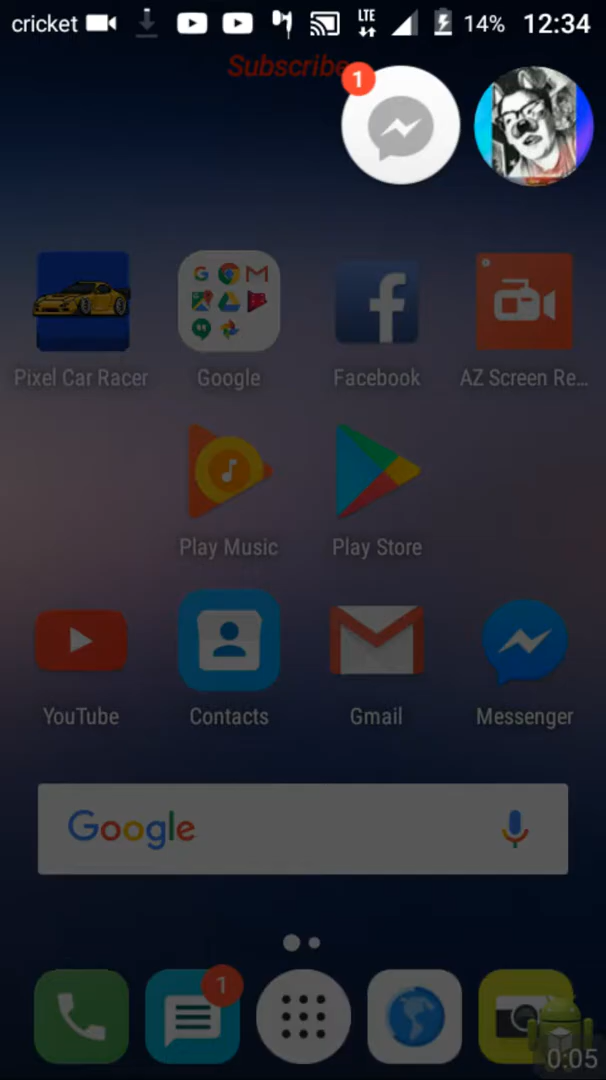 cricket LTE 14% 12:34
Subscribe
1
Pixel Car Racer Google Facebook AZ Screen Re...
Play Music Play Store
YouTube Contacts Gmail Messenger
Google
1
0:05